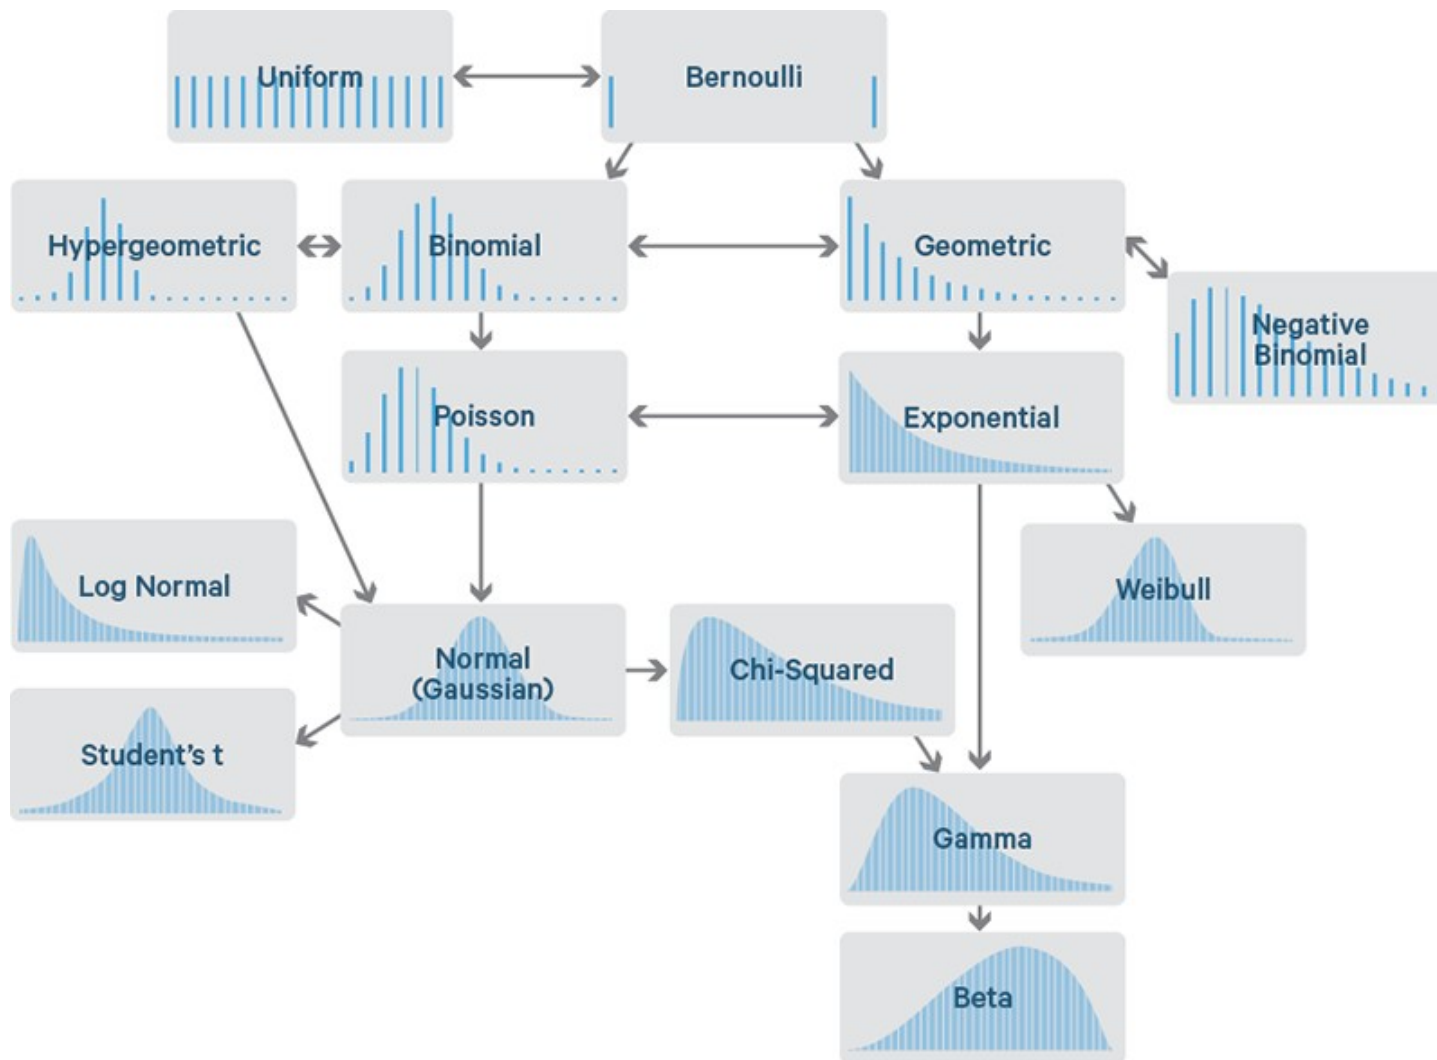 Uniform
Bernoulli
Hypergeometric
Binomial
Geometric
Negative
Binomial
Poisson
Exponential
Log Normal
Weibull
Normal
(Gaussian)
Chi-Squared
Student’s t
Gamma
Beta